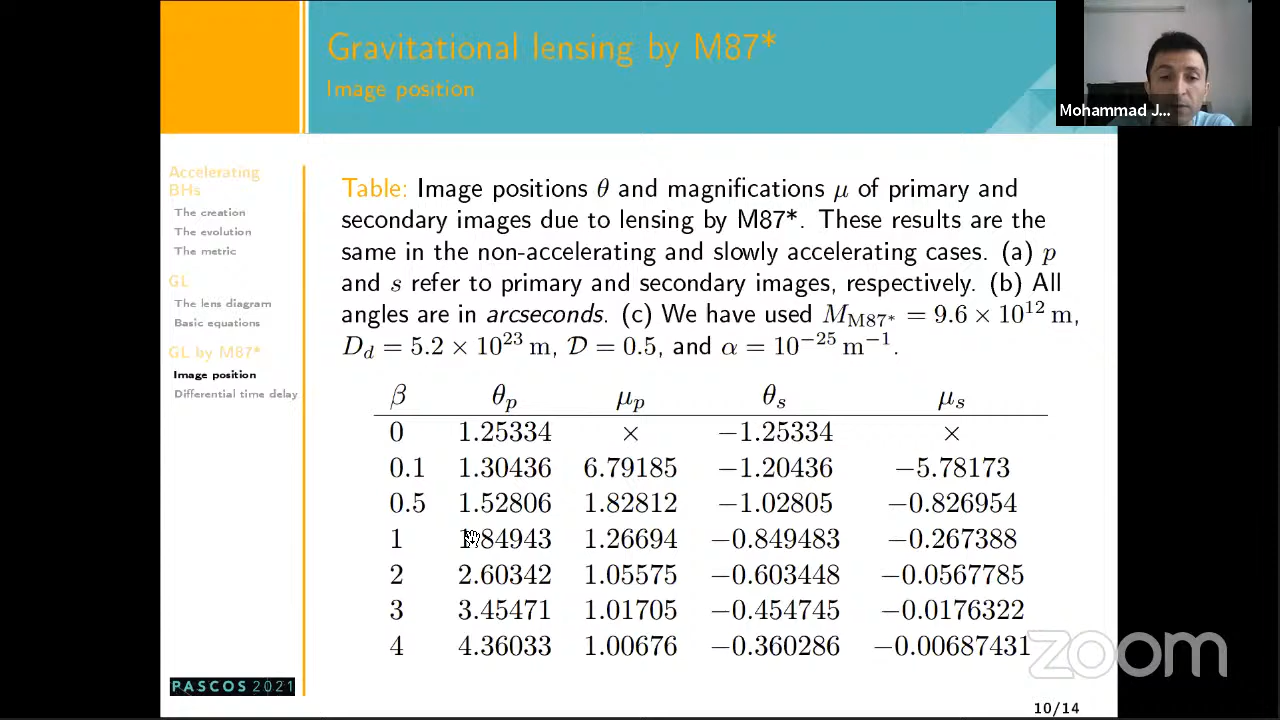 Gravitational lensing by M87*
Image position
Mohammad J...
Accelerating
BHs
The creation
The evolution
The metric
GL
The lens diagram
Basic equations
GL by M87*
Image position
Differential time delay
PASCOS 2021
Table: Image positions θ and magnifications μ of primary and
secondary images due to lensing by M87*. These results are the
same in the non-accelerating and slowly accelerating cases. (a) p
and s refer to primary and secondary images, respectively. (b) All
angles are in arcseconds. (c) We have used M_M87* = 9.6 × 10¹² m,
D_d = 5.2 × 10²³ m, 𝒟 = 0.5, and α = 10⁻²⁵ m⁻¹.
β θ_p μ_p θ_s μ_s
0 1.25334 × −1.25334 ×
0.1 1.30436 6.79185 −1.20436 −5.78173
0.5 1.52806 1.82812 −1.02805 −0.826954
1 1.84943 1.26694 −0.849483 −0.267388
2 2.60342 1.05575 −0.603448 −0.0567785
3 3.45471 1.01705 −0.454745 −0.0176322
4 4.36033 1.00676 −0.360286 −0.00687431
zoom
10/14